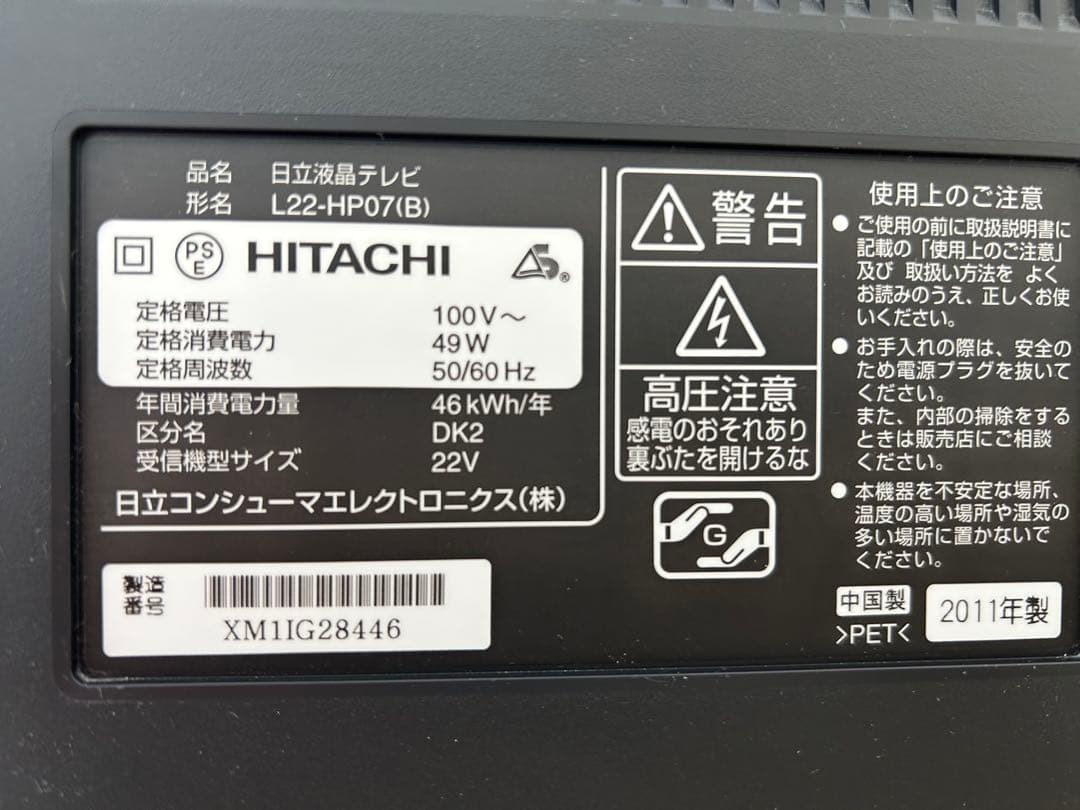 品名 日立液晶テレビ
形名 L22-HP07(B)
PS
E
HITACHI
定格電圧 100V～
定格消費電力 49W
定格周波数 50/60Hz
年間消費電力量 46kWh/年
区分名 DK2
受信機型サイズ 22V
日立コンシューマエレクトロニクス(株)
製造
番号
XM1IG28446
警告
高圧注意
感電のおそれあり
裏ぶたを開けるな
G
使用上のご注意
●ご使用の前に取扱説明書に
記載の「使用上のご注意」
及び 取扱い方法を よく
お読みのうえ、正しくお使
いください。
●お手入れの際は、安全の
ため電源プラグを抜いて
ください。
また、内部の掃除をする
ときは販売店にご相談
ください。
●本機器を不安定な場所、
温度の高い場所や湿気の
多い場所に置かないで
ください。
中国製
>PET<
2011年製